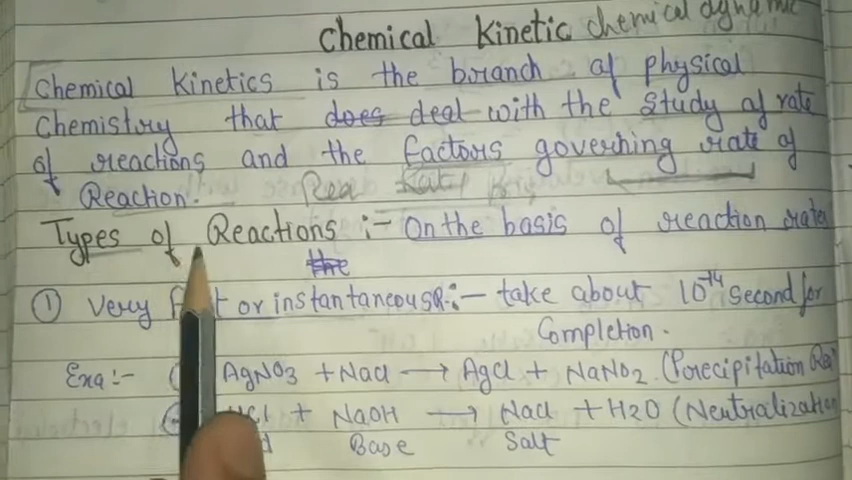 Chemical Kinetic chemical dynamic
Chemical Kinetics is the branch of physical
Chemistry that does deal with the study of rate
of reactions and the factors governing rate of
Reaction.
Types of Reactions :- On the basis of reaction rates
the
① Very or instantaneousR:- take about 10-14 second for
Completion.
Exa:- AgNO3 + Nacl → Agcl + NaNO2 (Precipitation
+ NaOH → Nacl + H2O (Neutralization
Base Salt